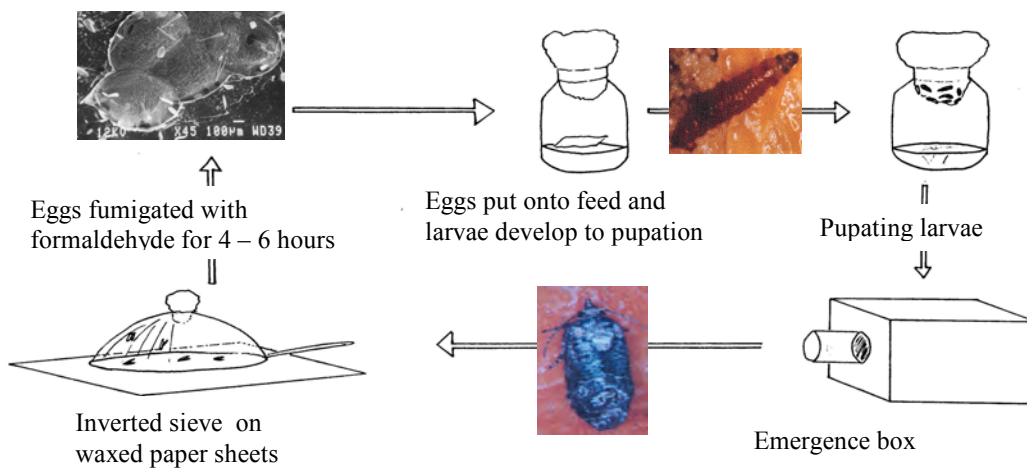 12KV X45 100µm WD39
Eggs fumigated with
formaldehyde for 4 – 6 hours
Eggs put onto feed and
larvae develop to pupation
Pupating larvae
Inverted sieve on
waxed paper sheets
Emergence box